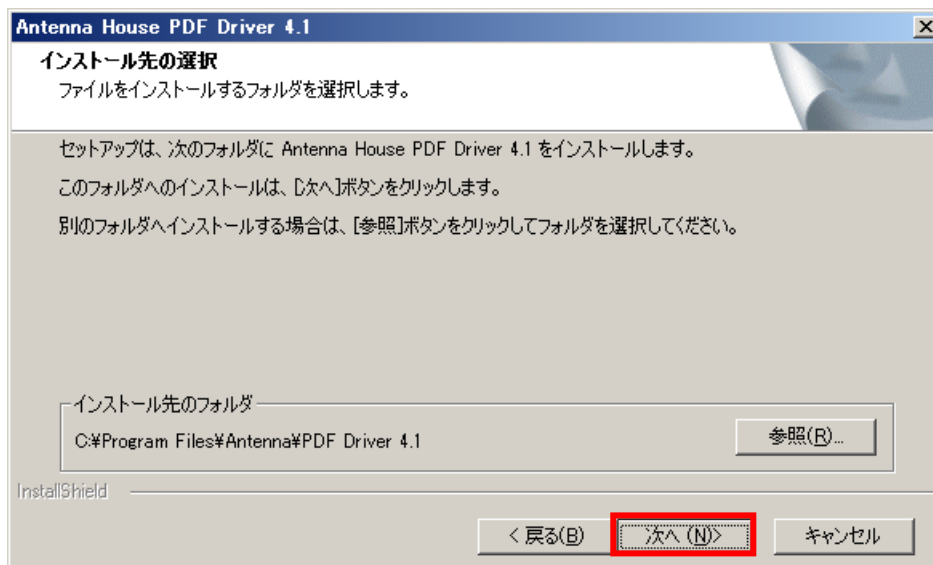 Antenna House PDF Driver 4.1
インストール先の選択
ファイルをインストールするフォルダを選択します。
セットアップは、次のフォルダに Antenna House PDF Driver 4.1 をインストールします。
このフォルダへのインストールは、[次へ]ボタンをクリックします。
別のフォルダへインストールする場合は、[参照]ボタンをクリックしてフォルダを選択してください。
インストール先のフォルダ
C:¥Program Files¥Antenna¥PDF Driver 4.1
参照(R)...
InstallShield
< 戻る(B)
次へ (N)>
キャンセル